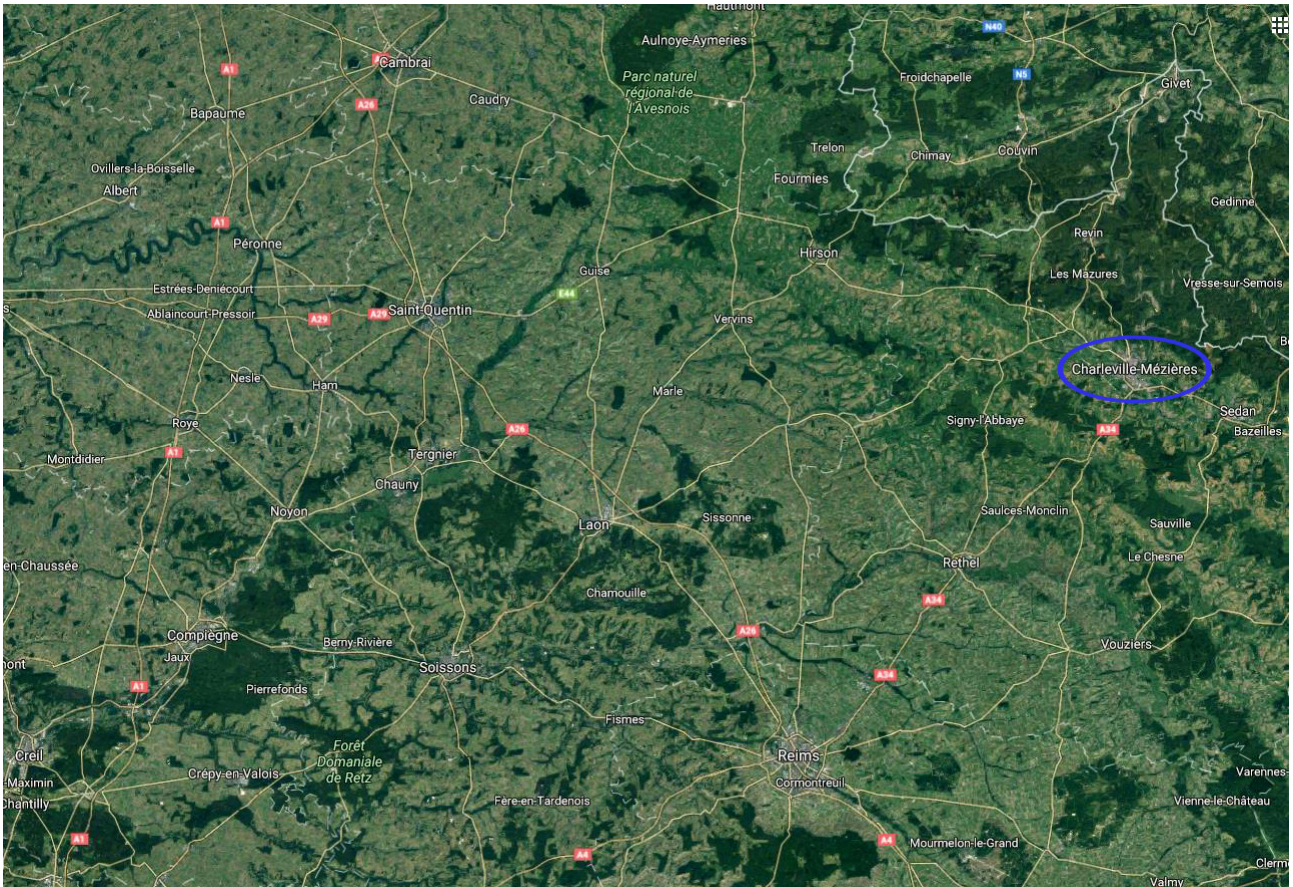 Hautmont
Cambrai
Aulnoye-Aymeries
N40
A1
Froidchapelle
N5
Givet
Parc naturel
régional de
l'Avesnois
A26
Caudry
Bapaume
Trelon
Chimay
Couvin
Ovillers-la-Boisselle
Albert
Fourmies
Gedinne
A1
Péronne
Revin
Hirson
Guise
Les Mazures
Vresse-sur-Semois
Estrées-Deniécourt
E44
Ablaincourt-Pressoir
A29
A29
Saint-Quentin
Vervins
Charleville-Mézières
Nesle
Ham
Marle
Sedan
Bazeilles
Roye
Signy-l'Abbaye
A26
A34
A1
Montdidier
Tergnier
Chauny
Noyon
Laon
Sissonne
Saulces-Monclin
Sauville
Le Chesne
en-Chaussée
Rethel
Chamouille
A34
Compiègne
Berny-Rivière
A26
Vouziers
Jaux
mont
Soissons
A1
Pierrefonds
A34
Fismes
Creil
Forêt
Domaniale
de Retz
Reims
Crépy-en-Valois
Cormontreuil
Varennes-
-Maximin
Chantilly
Fère-en-Tardenois
Vienne-le-Château
A1
A4
A4
Mourmelon-le-Grand
Clerm
Valmy